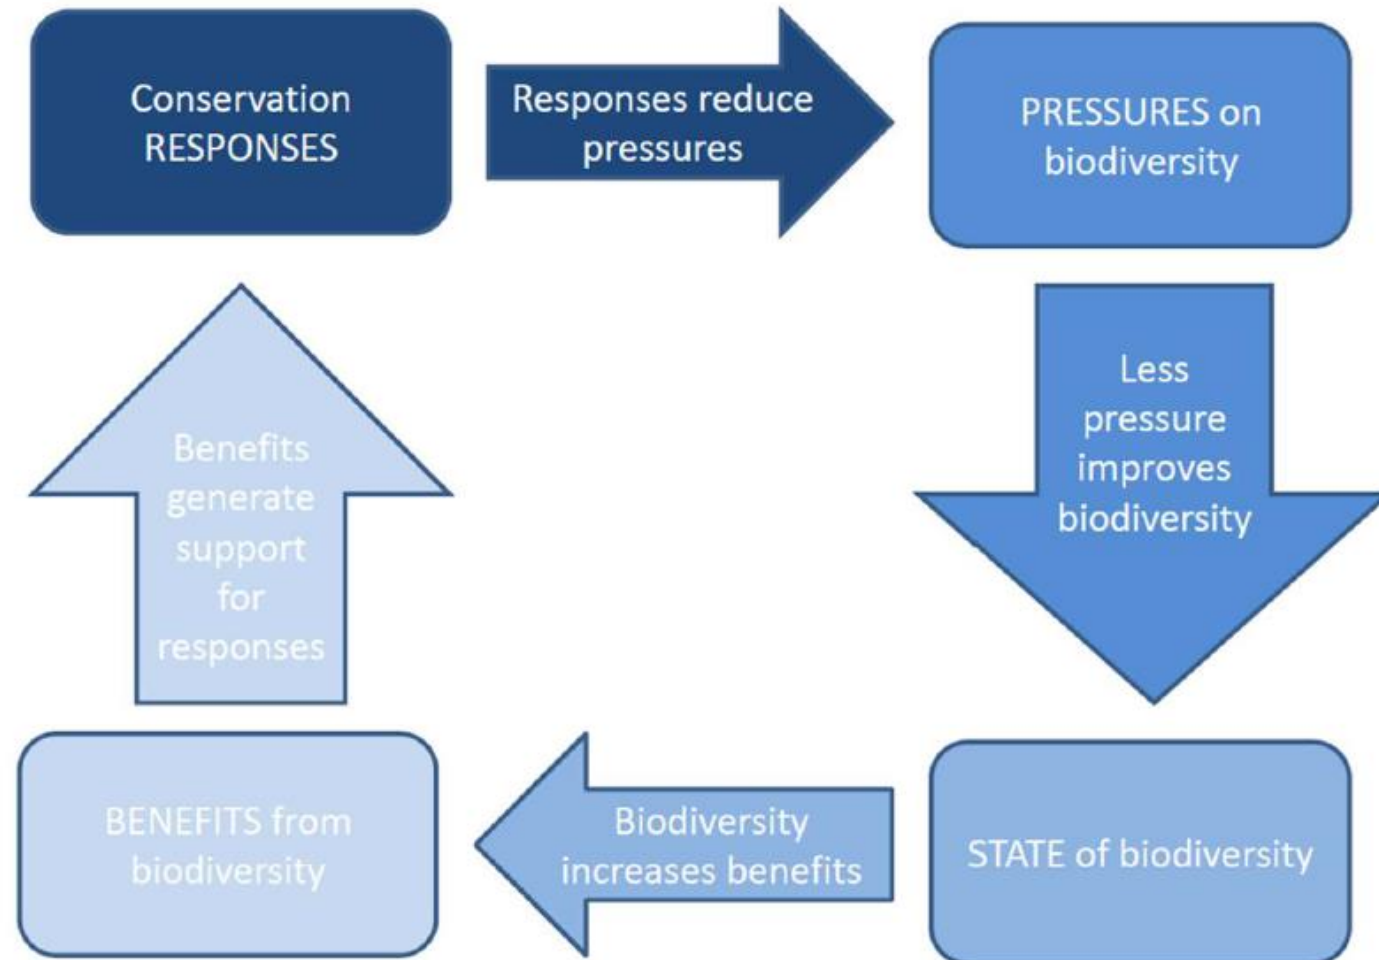 Conservation
RESPONSES
Responses reduce
pressures
PRESSURES on
biodiversity
Less
pressure
improves
biodiversity
STATE of biodiversity
Biodiversity
increases benefits
BENEFITS from
biodiversity
Benefits
generate
support
for
responses